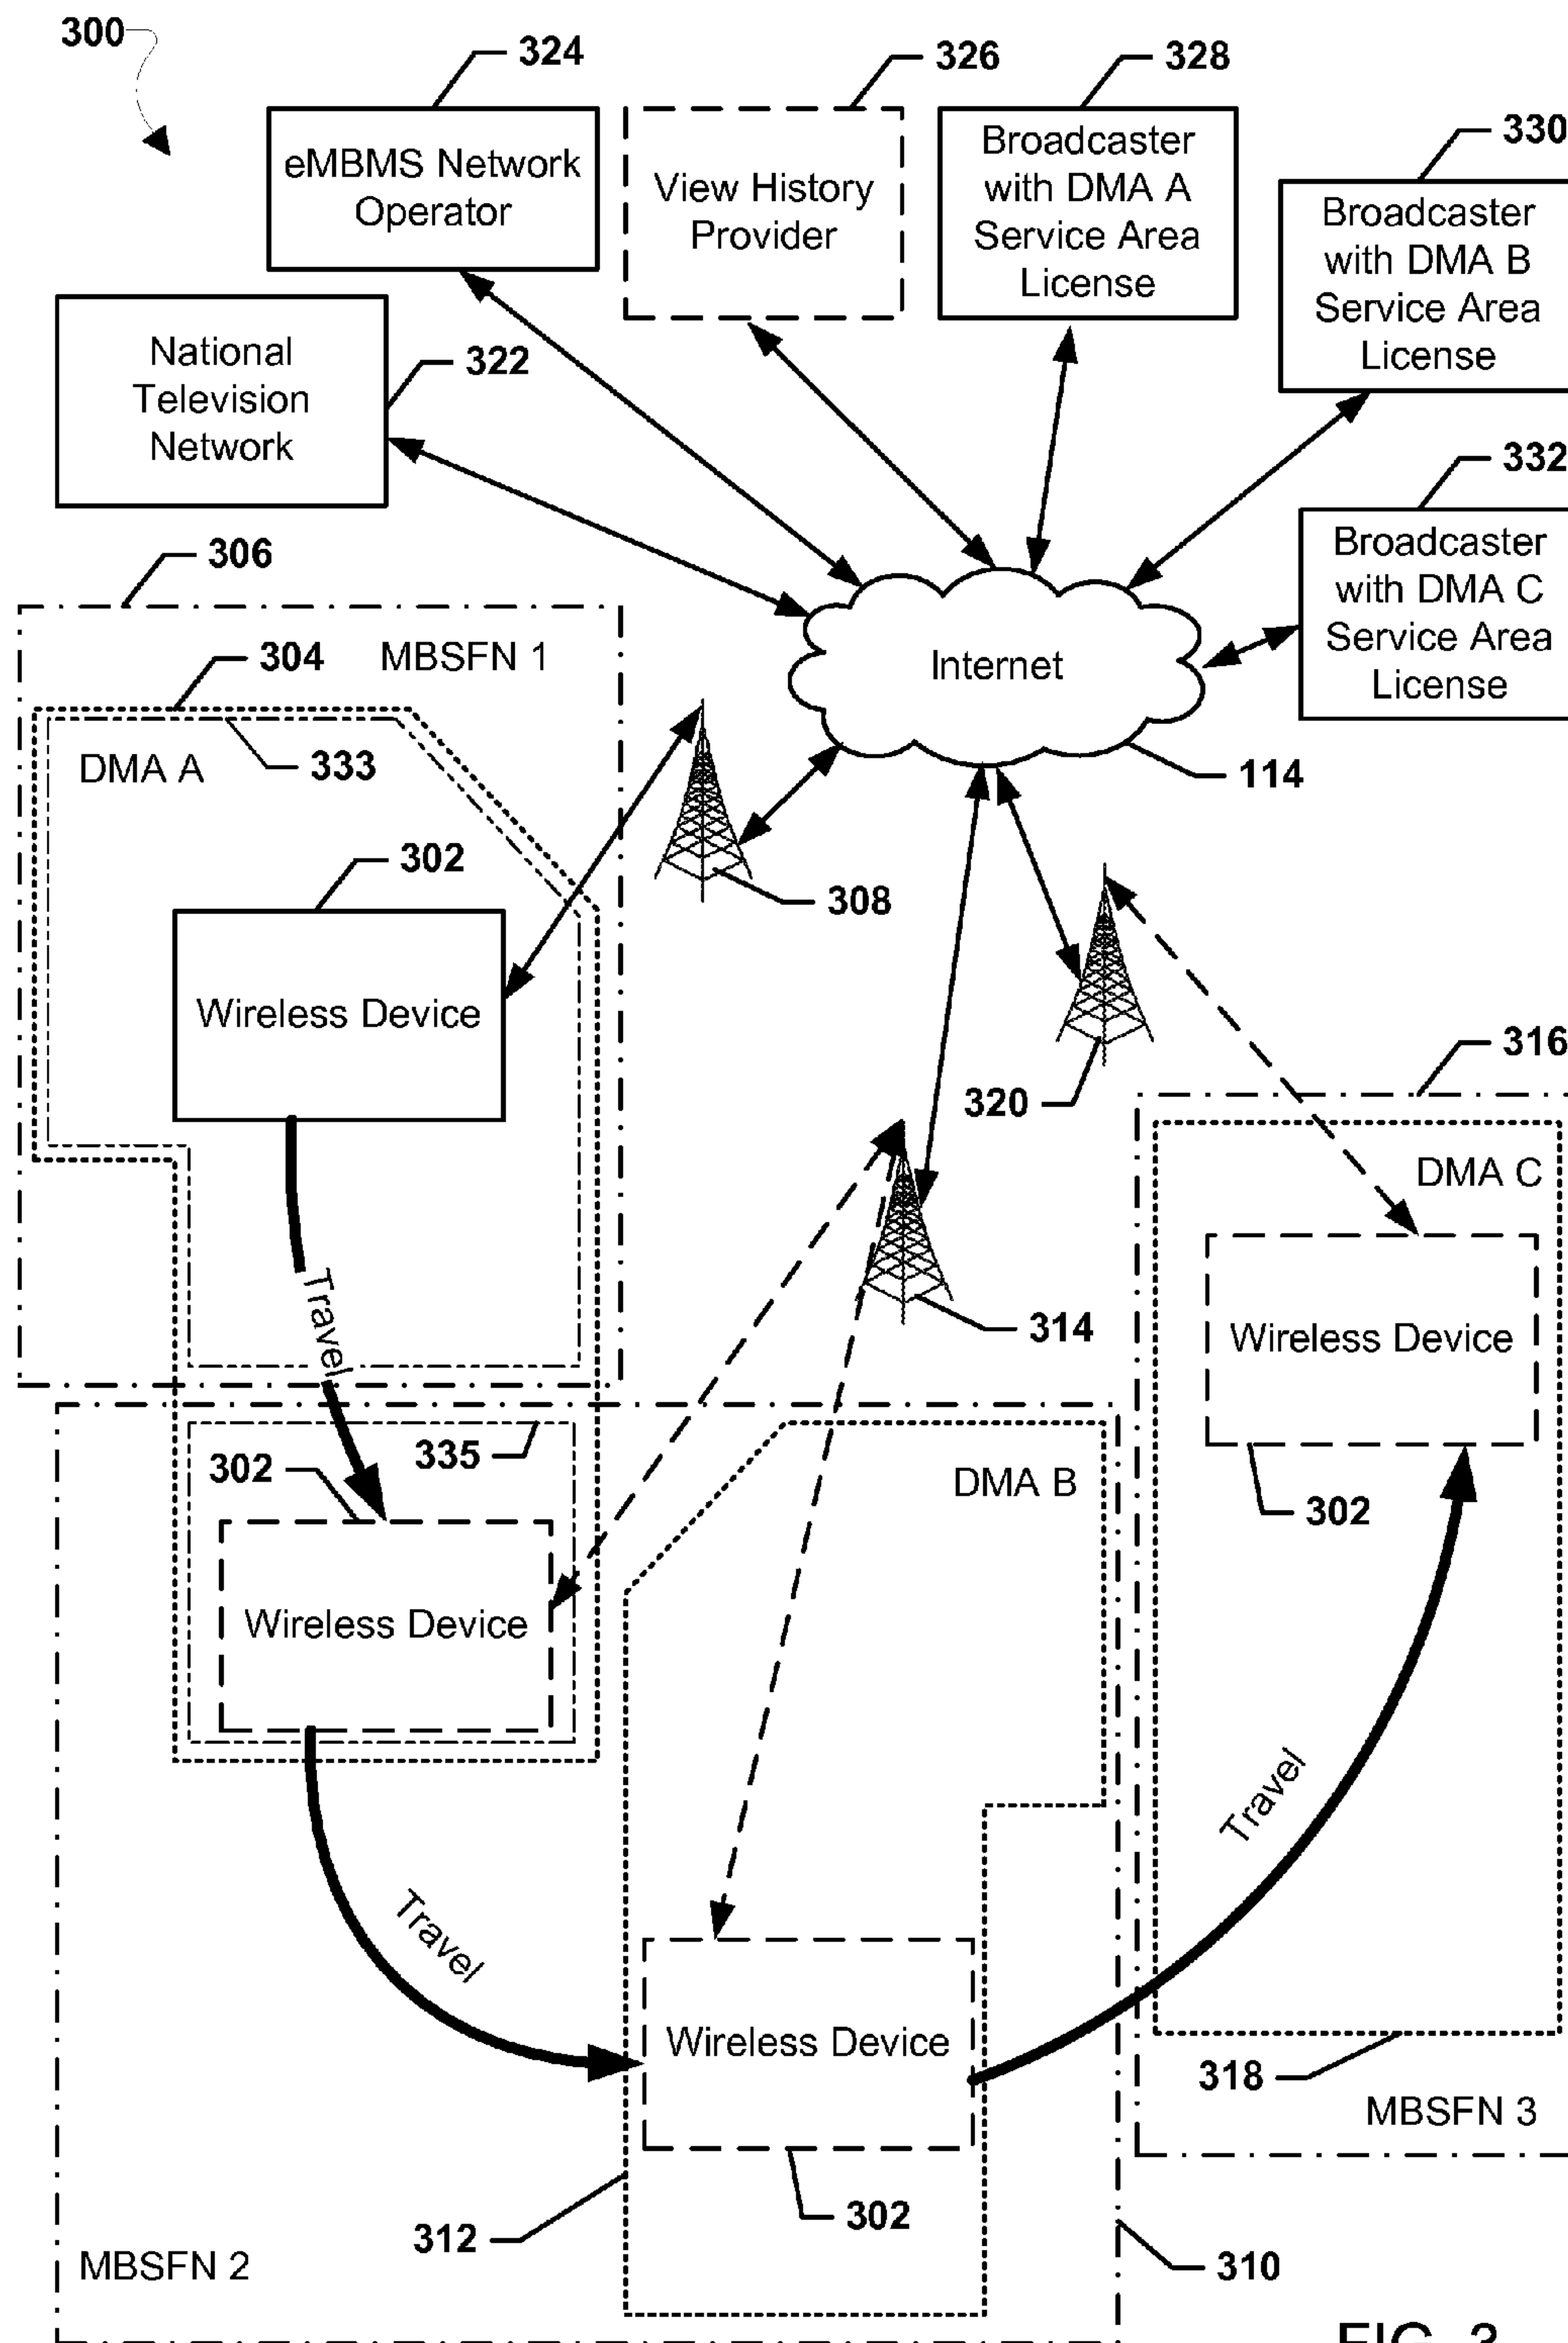 300
324
326
328
330
eMBMS Network
Operator
View History
Provider
Broadcaster
with DMA A
Service Area
License
Broadcaster
with DMA B
Service Area
License
National
Television
Network
322
332
Broadcaster
with DMA C
Service Area
License
306
304
MBSFN 1
Internet
DMA A
333
114
302
308
Wireless Device
320
316
DMA C
Travel
314
Wireless Device
335
302
DMA B
302
Wireless Device
Travel
Travel
Wireless Device
318
MBSFN 3
302
312
MBSFN 2
310
FIG. 3